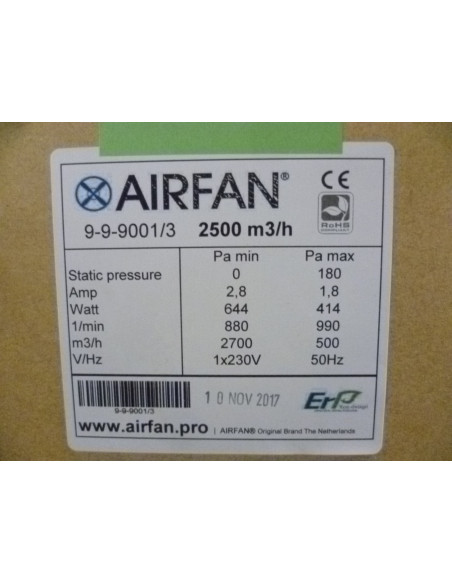 AIRFAN®
CE
RoHS
9-9-9001/3 2500 m3/h
Pa min Pa max
Static pressure 0 180
Amp 2,8 1,8
Watt 644 414
1/min 880 990
m3/h 2700 500
V/Hz 1x230V 50Hz
9-9-9001/3
10 NOV 2017
ErP
www.airfan.pro | AIRFAN® Original Brand The Netherlands